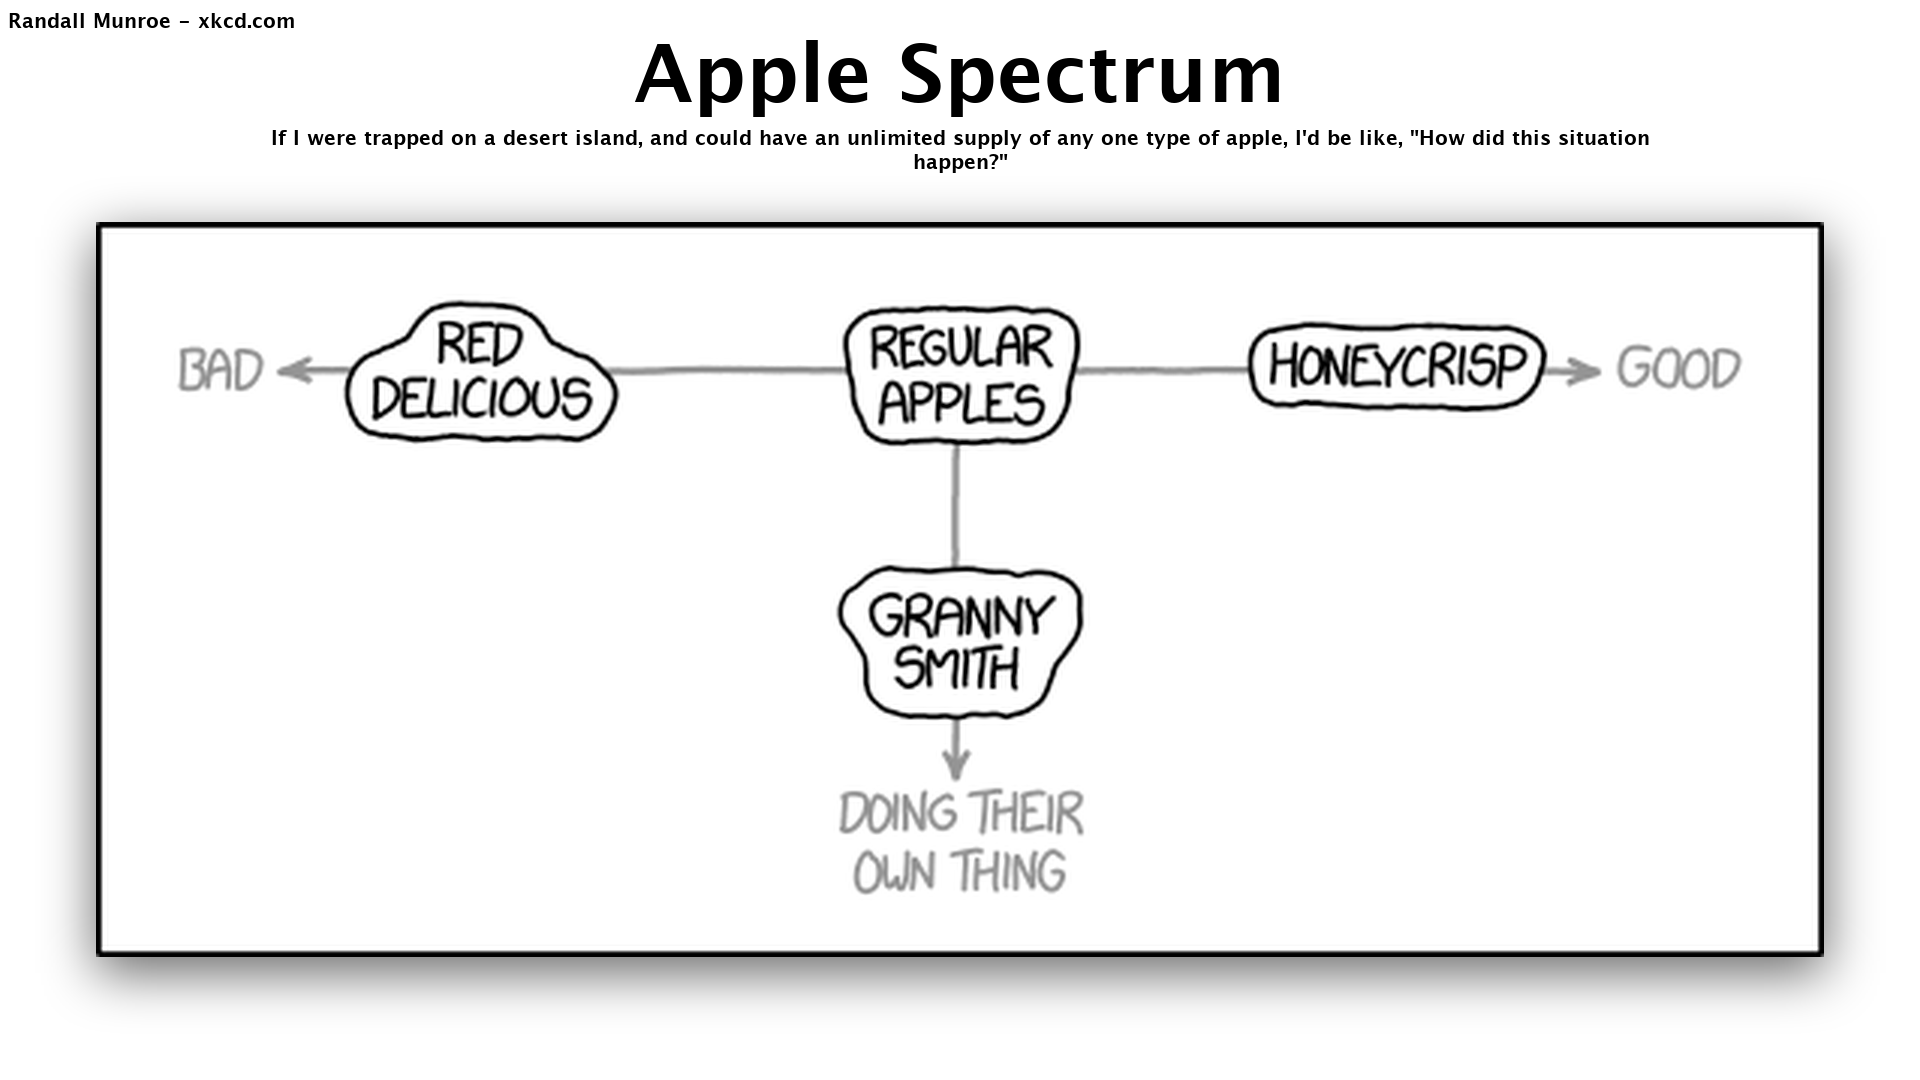 Randall Munroe - xkcd.com
Apple Spectrum
If I were trapped on a desert island, and could have an unlimited supply of any one type of apple, I'd be like, "How did this situation
happen?"
BAD
RED
DELICIOUS
REGULAR
APPLES
HONEYCRISP
GOOD
GRANNY
SMITH
DOING THEIR
OWN THING